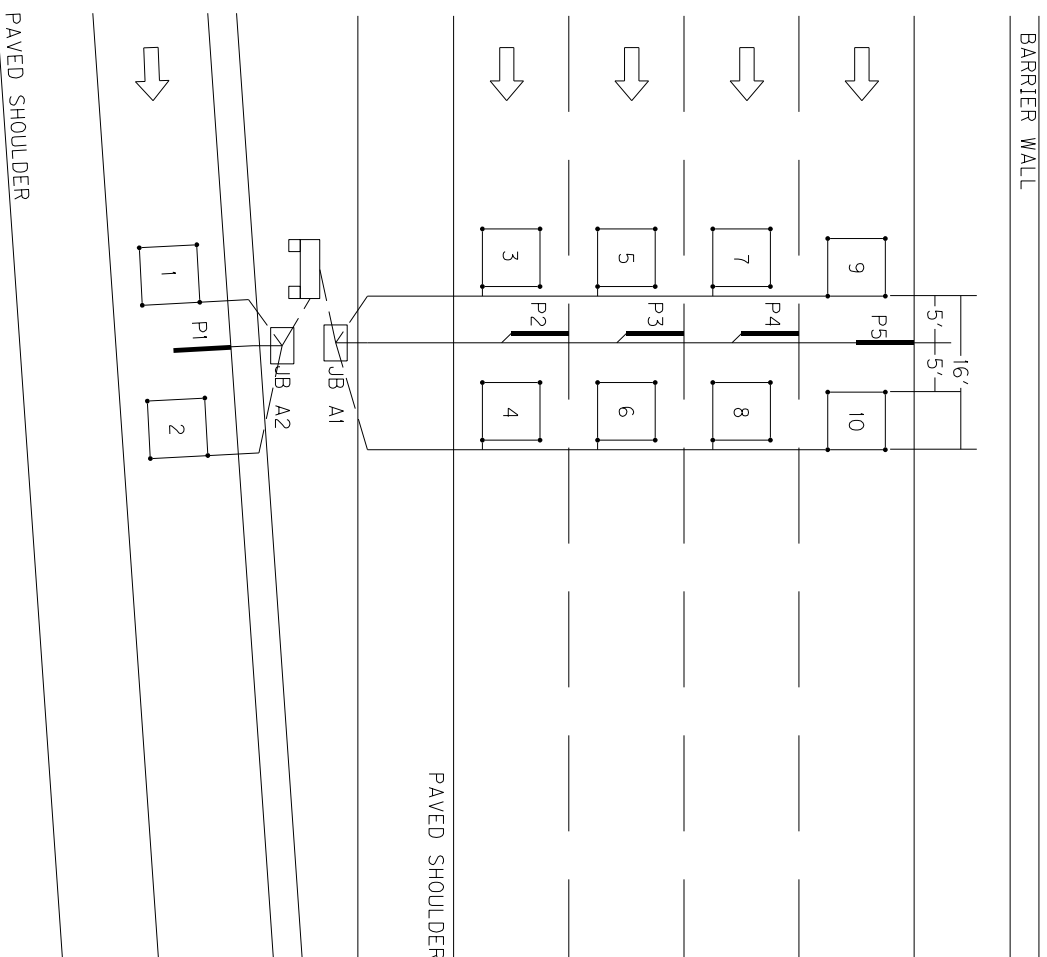 BARRIER WALL
PAVED SHOULDER
1
3
5
7
9
P1
P2
P3
P4
P5
5'
5'
16'
JB A2
JB A1
2
4
6
8
10
PAVED SHOULDER